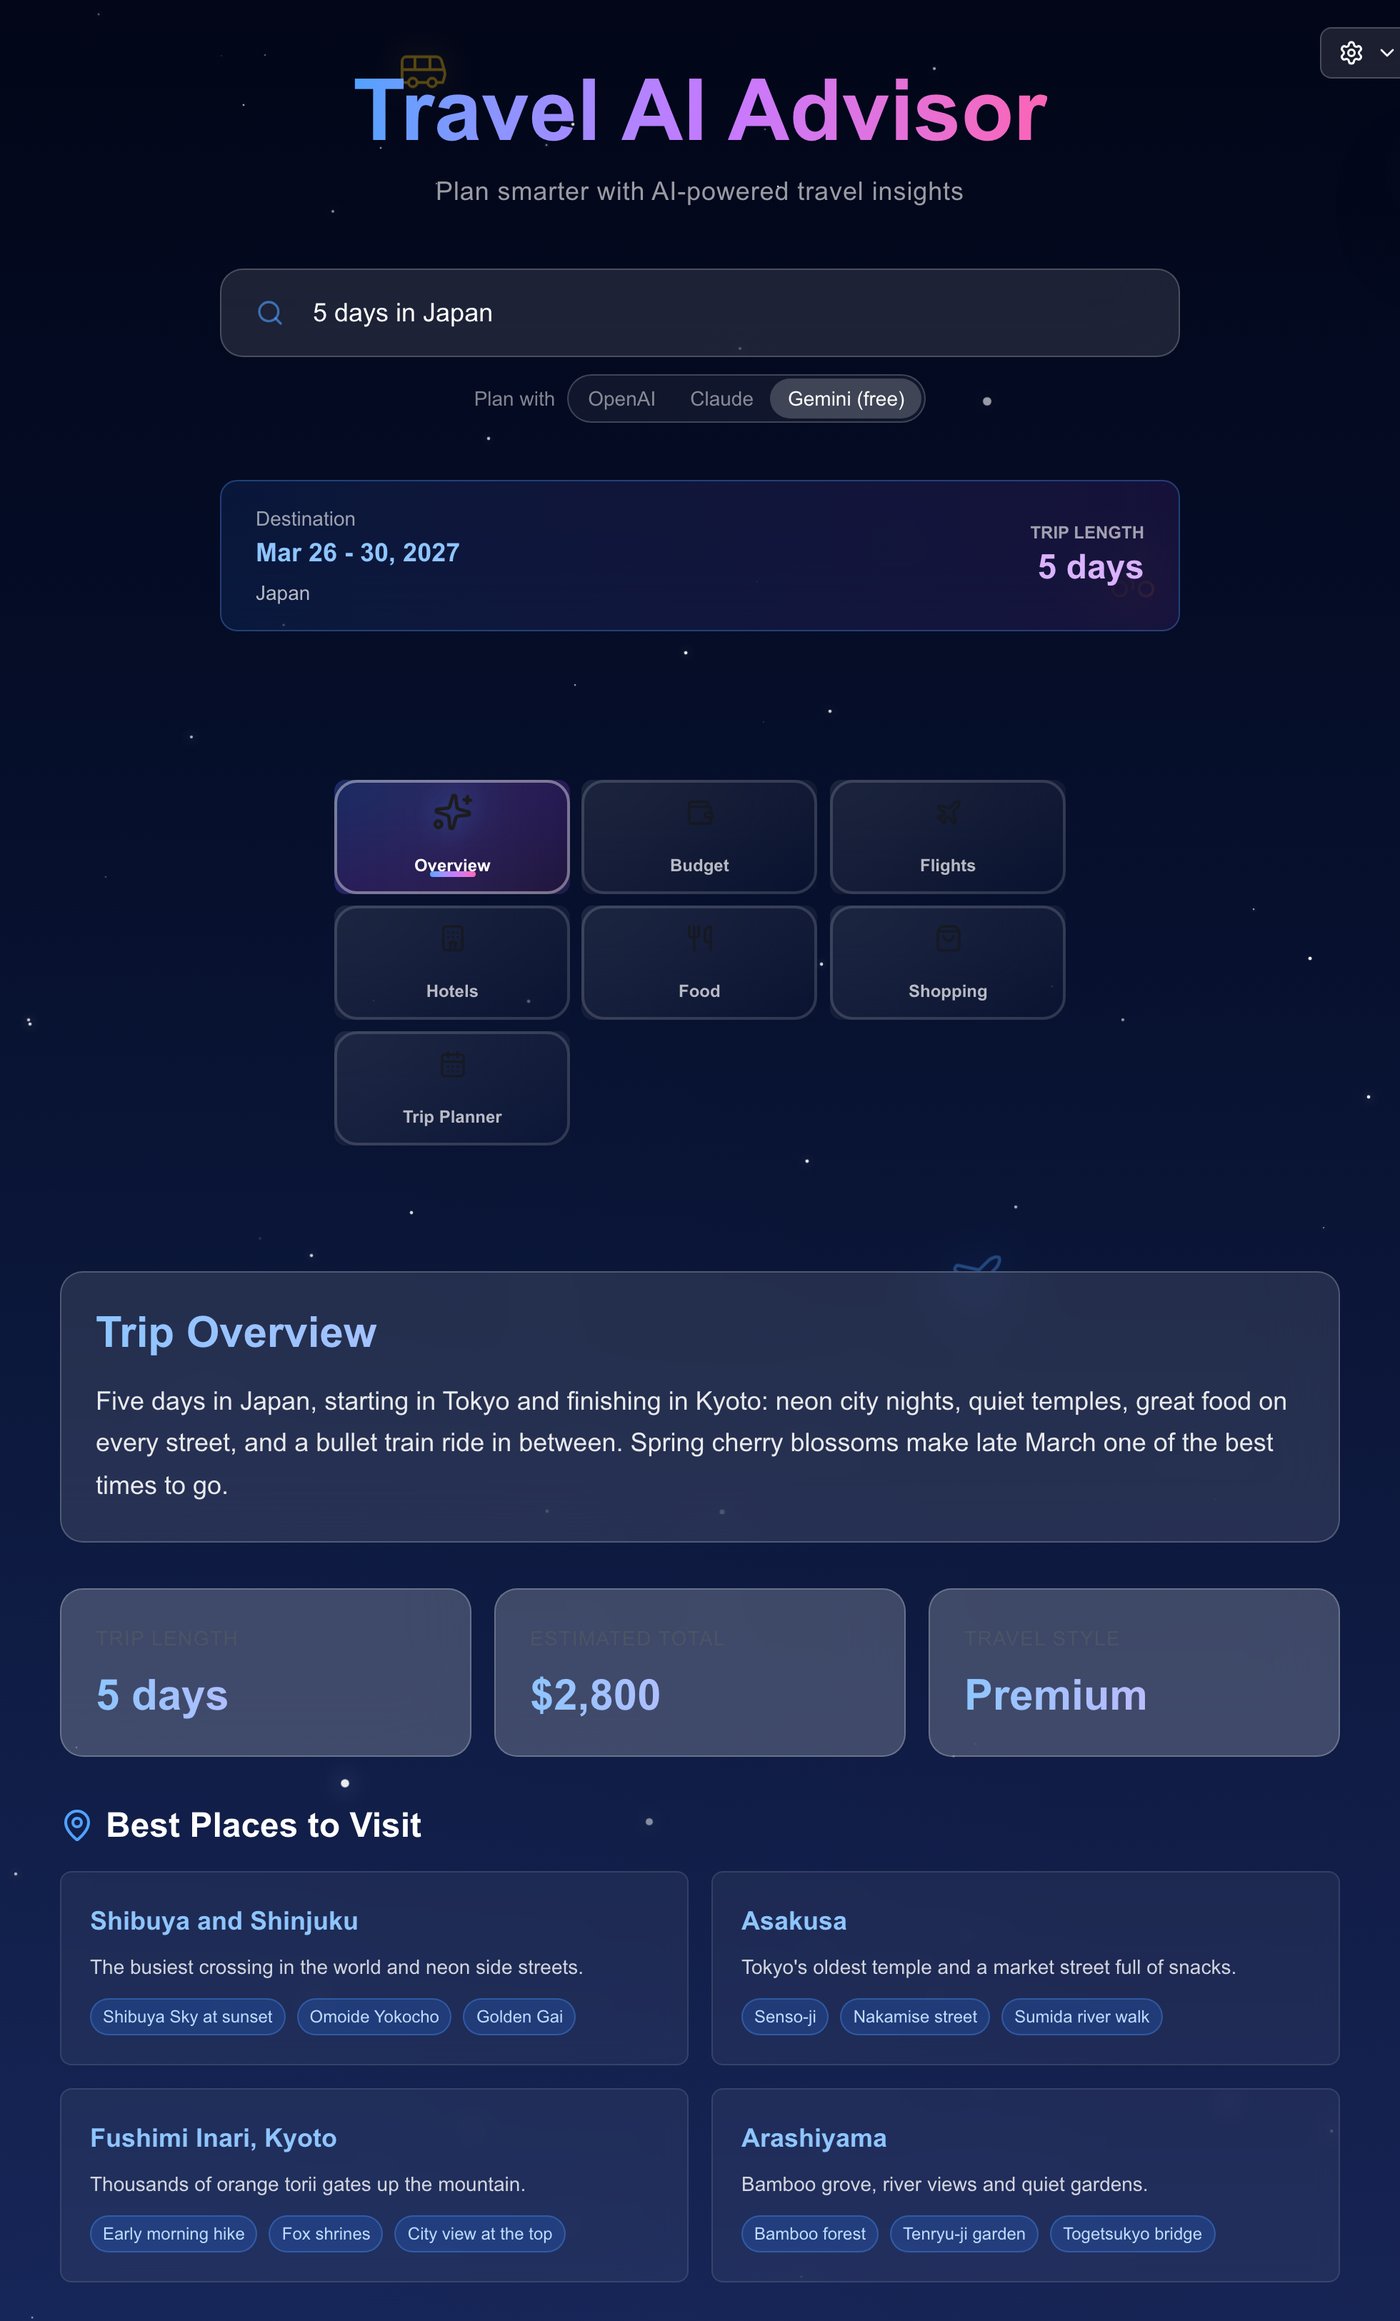 Travel AI Advisor
Plan smarter with AI-powered travel insights
5 days in Japan
Plan with OpenAI Claude Gemini (free)
Destination
Mar 26 - 30, 2027
Japan
TRIP LENGTH
5 days
Overview Budget Flights
Hotels Food Shopping
Trip Planner
Trip Overview
Five days in Japan, starting in Tokyo and finishing in Kyoto: neon city nights, quiet temples, great food on
every street, and a bullet train ride in between. Spring cherry blossoms make late March one of the best
times to go.
TRIP LENGTH
5 days
ESTIMATED TOTAL
$2,800
TRAVEL STYLE
Premium
Best Places to Visit
Shibuya and Shinjuku
The busiest crossing in the world and neon side streets.
Shibuya Sky at sunset Omoide Yokocho Golden Gai
Asakusa
Tokyo's oldest temple and a market street full of snacks.
Senso-ji Nakamise street Sumida river walk
Fushimi Inari, Kyoto
Thousands of orange torii gates up the mountain.
Early morning hike Fox shrines City view at the top
Arashiyama
Bamboo grove, river views and quiet gardens.
Bamboo forest Tenryu-ji garden Togetsukyo bridge